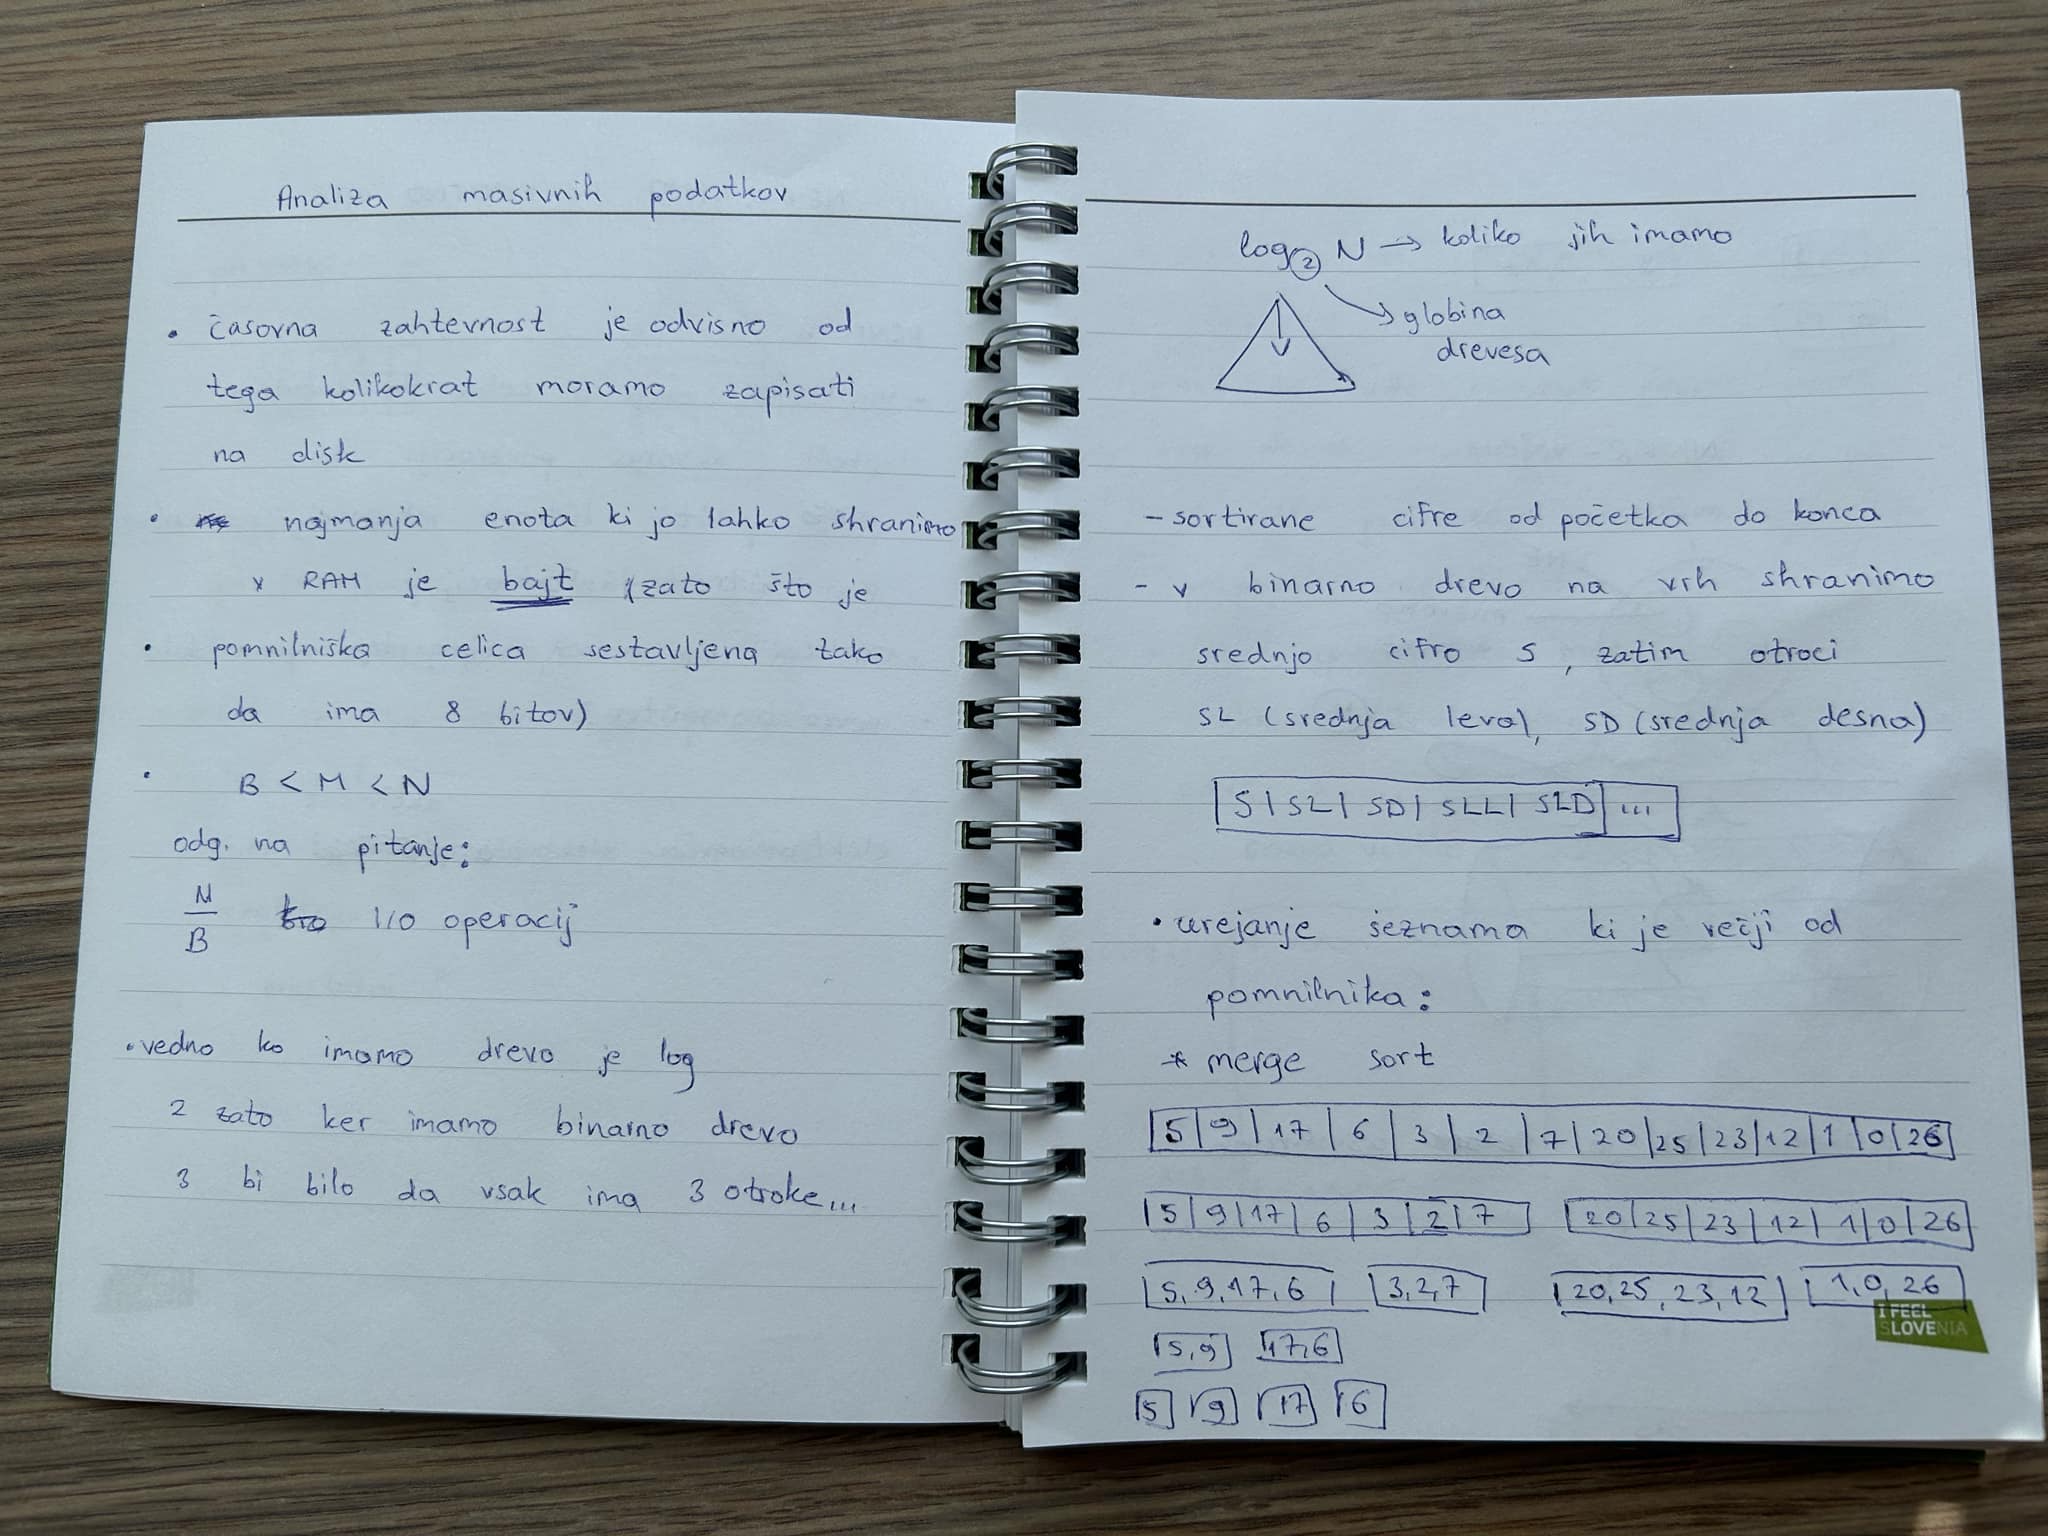 Analiza masivnih podatkov
• časovna zahtevnost je odvisno od
tega kolikokrat moramo zapisati
na disk
• najmanja enota ki jo lahko shranimo
v RAM je bajt (zato što je
• pomnilniška celica sestavljena tako
da ima 8 bitov)
• B < M < N
odg. na pitanje:
N
B
I/O operacij
• vedno ko imamo drevo je log
2 zato ker imamo binarno drevo
3 bi bilo da vsak ima 3 otroke...
log2 N → koliko jih imamo
globina
drevesa
- sortirane cifre od početka do konca
- v binarno drevo na vrh shranimo
srednjo cifro S, zatim otroci
SL (srednja leva), SD (srednja desna)
S | SL | SD | SLL | SLD | ...
• urejanje seznama ki je večji od
pomnilnika:
* merge sort
5 | 9 | 17 | 6 | 3 | 2 | 7 | 20 | 25 | 23 | 12 | 1 | 0 | 26
5 | 9 | 17 | 6 | 3 | 2 | 7 20 | 25 | 23 | 12 | 1 | 0 | 26
5, 9, 17, 6 3, 2, 7 20, 25, 23, 12 1, 0, 26
5, 9 17, 6
5 9 17 6
I FEEL
SLOVENIA